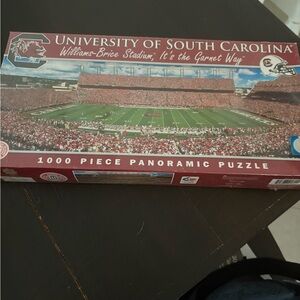 University of South Carolina
Williams-Brice Stadium, It's the Garnet Way
1000 PIECE PANORAMIC PUZZLE